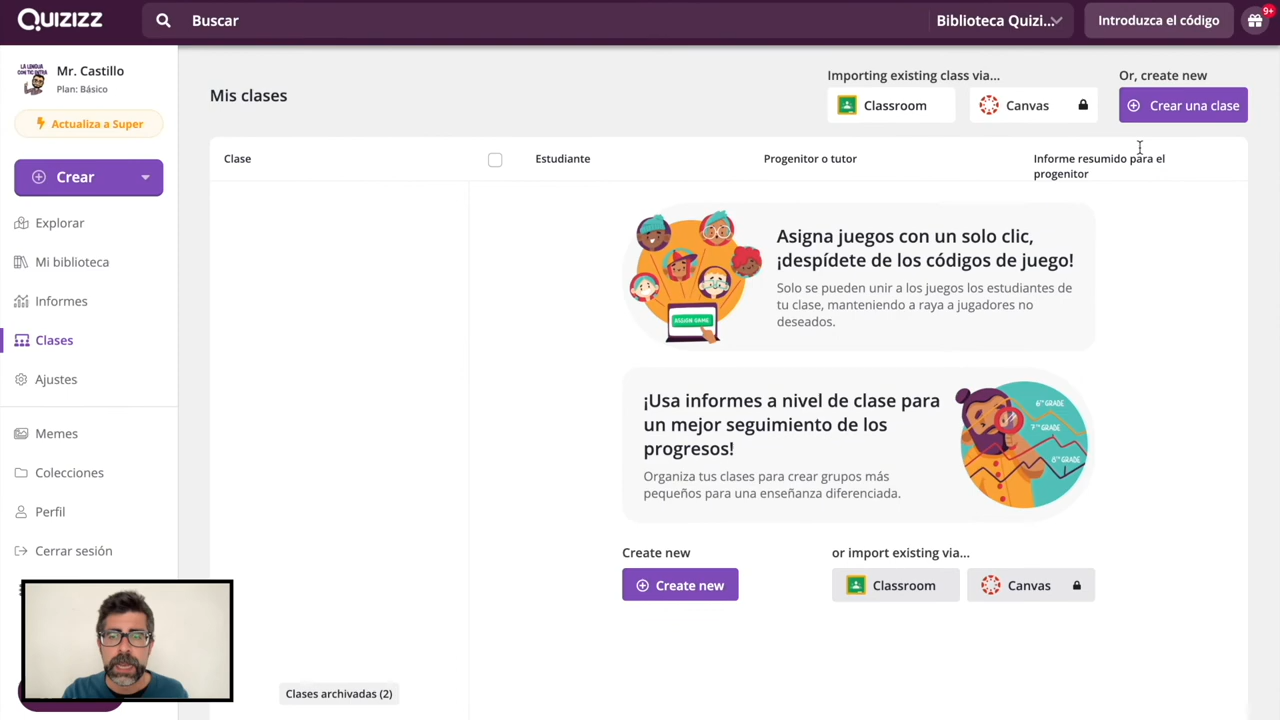 QUIZIZZ
Buscar
Biblioteca Quizi...
Introduzca el código
9+
Mr. Castillo
Plan: Básico
Actualiza a Super
Crear
Explorar
Mi biblioteca
Informes
Clases
Ajustes
Memes
Colecciones
Perfil
Cerrar sesión
Mis clases
Importing existing class via...
Classroom
Canvas
Or, create new
Crear una clase
Clase
Estudiante
Progenitor o tutor
Informe resumido para el
progenitor
ASSIGN GAME
Asigna juegos con un solo clic,
¡despídete de los códigos de juego!
Solo se pueden unir a los juegos los estudiantes de
tu clase, manteniendo a raya a jugadores no
deseados.
¡Usa informes a nivel de clase para
un mejor seguimiento de los
progresos!
Organiza tus clases para crear grupos más
pequeños para una enseñanza diferenciada.
6TH GRADE
7TH GRADE
8TH GRADE
Create new
Create new
or import existing via...
Classroom
Canvas
Clases archivadas (2)